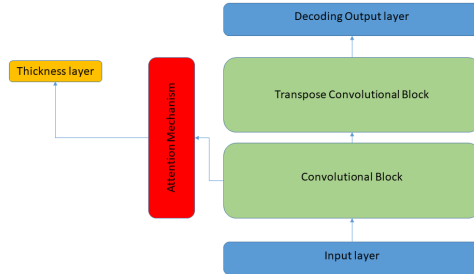 Decoding Output layer
Thickness layer
Attention Mechanism
Transpose Convolutional Block
Convolutional Block
Input layer